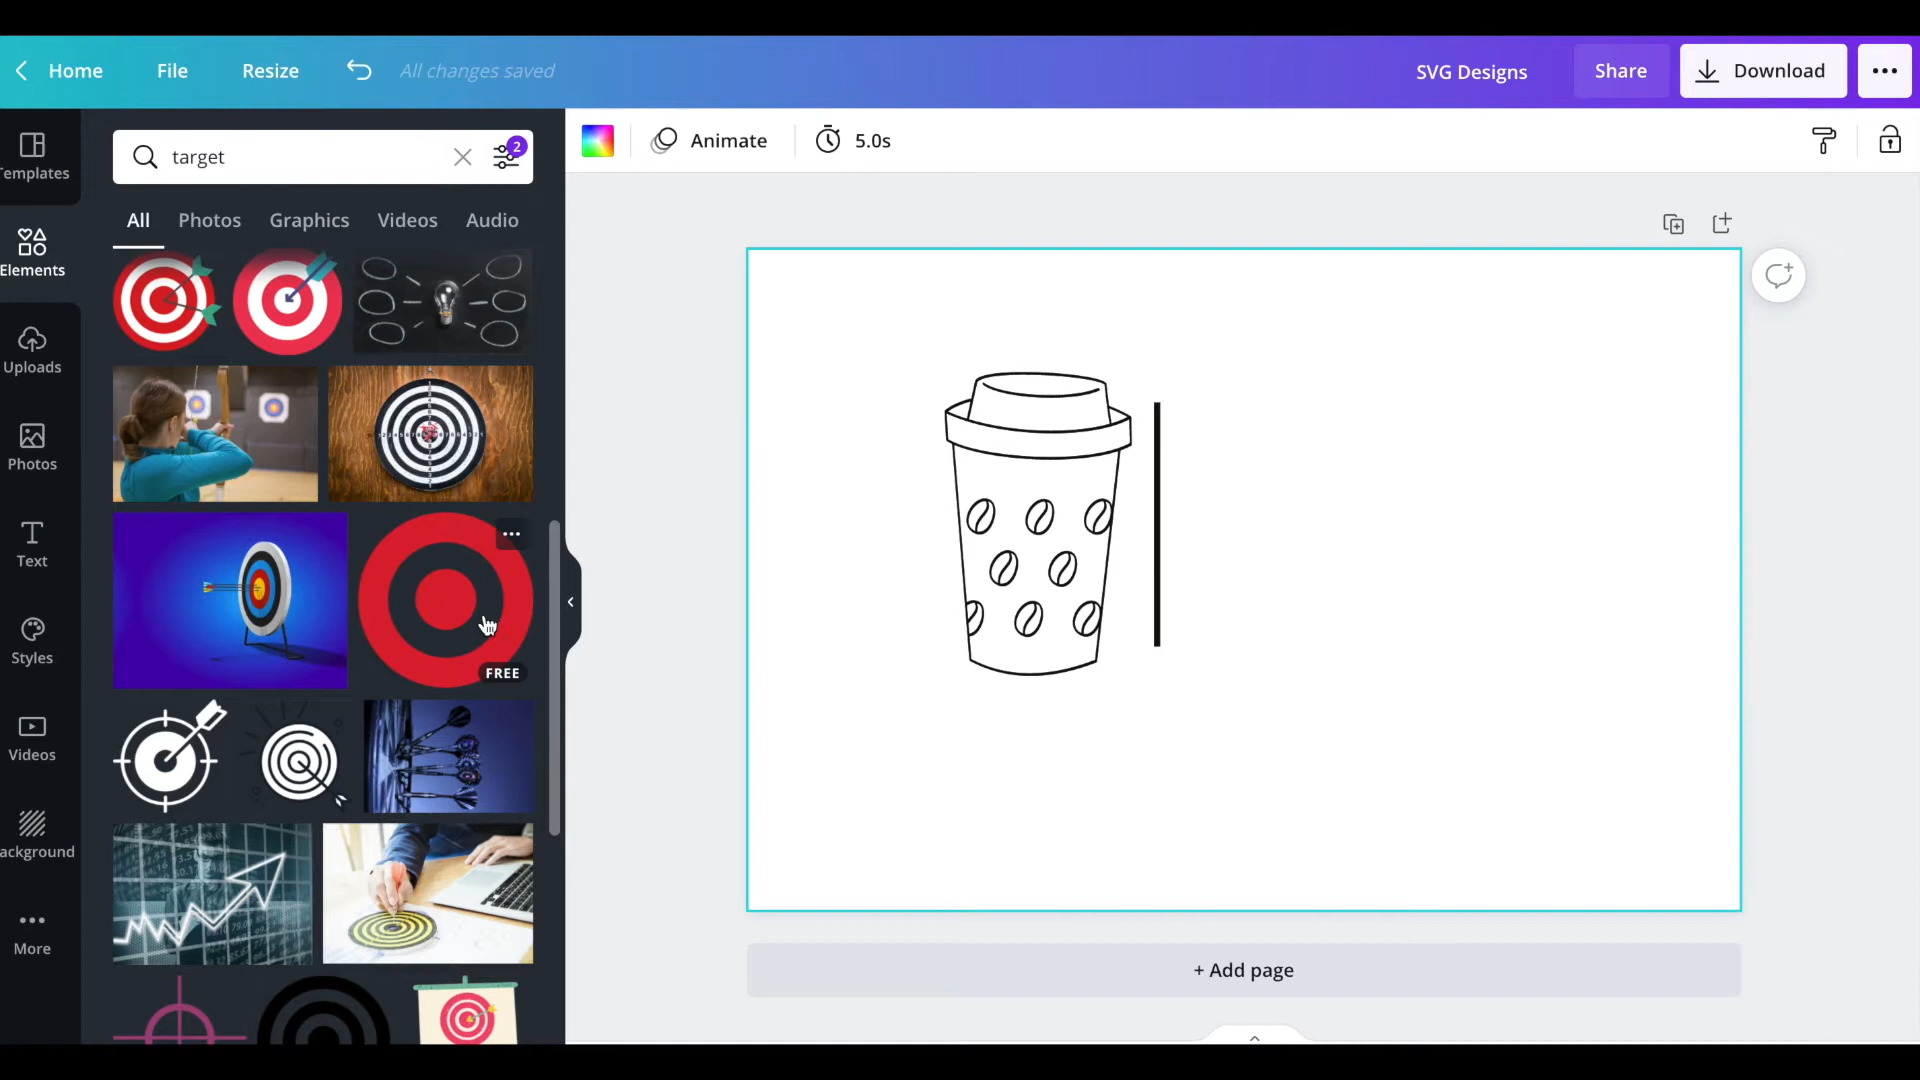 Home File Resize All changes saved SVG Designs Share Download
target 2
Animate 5.0s
All Photos Graphics Videos Audio
Templates
Elements
Uploads
Photos
Text
Styles
Videos
ackground
More
FREE
+ Add page